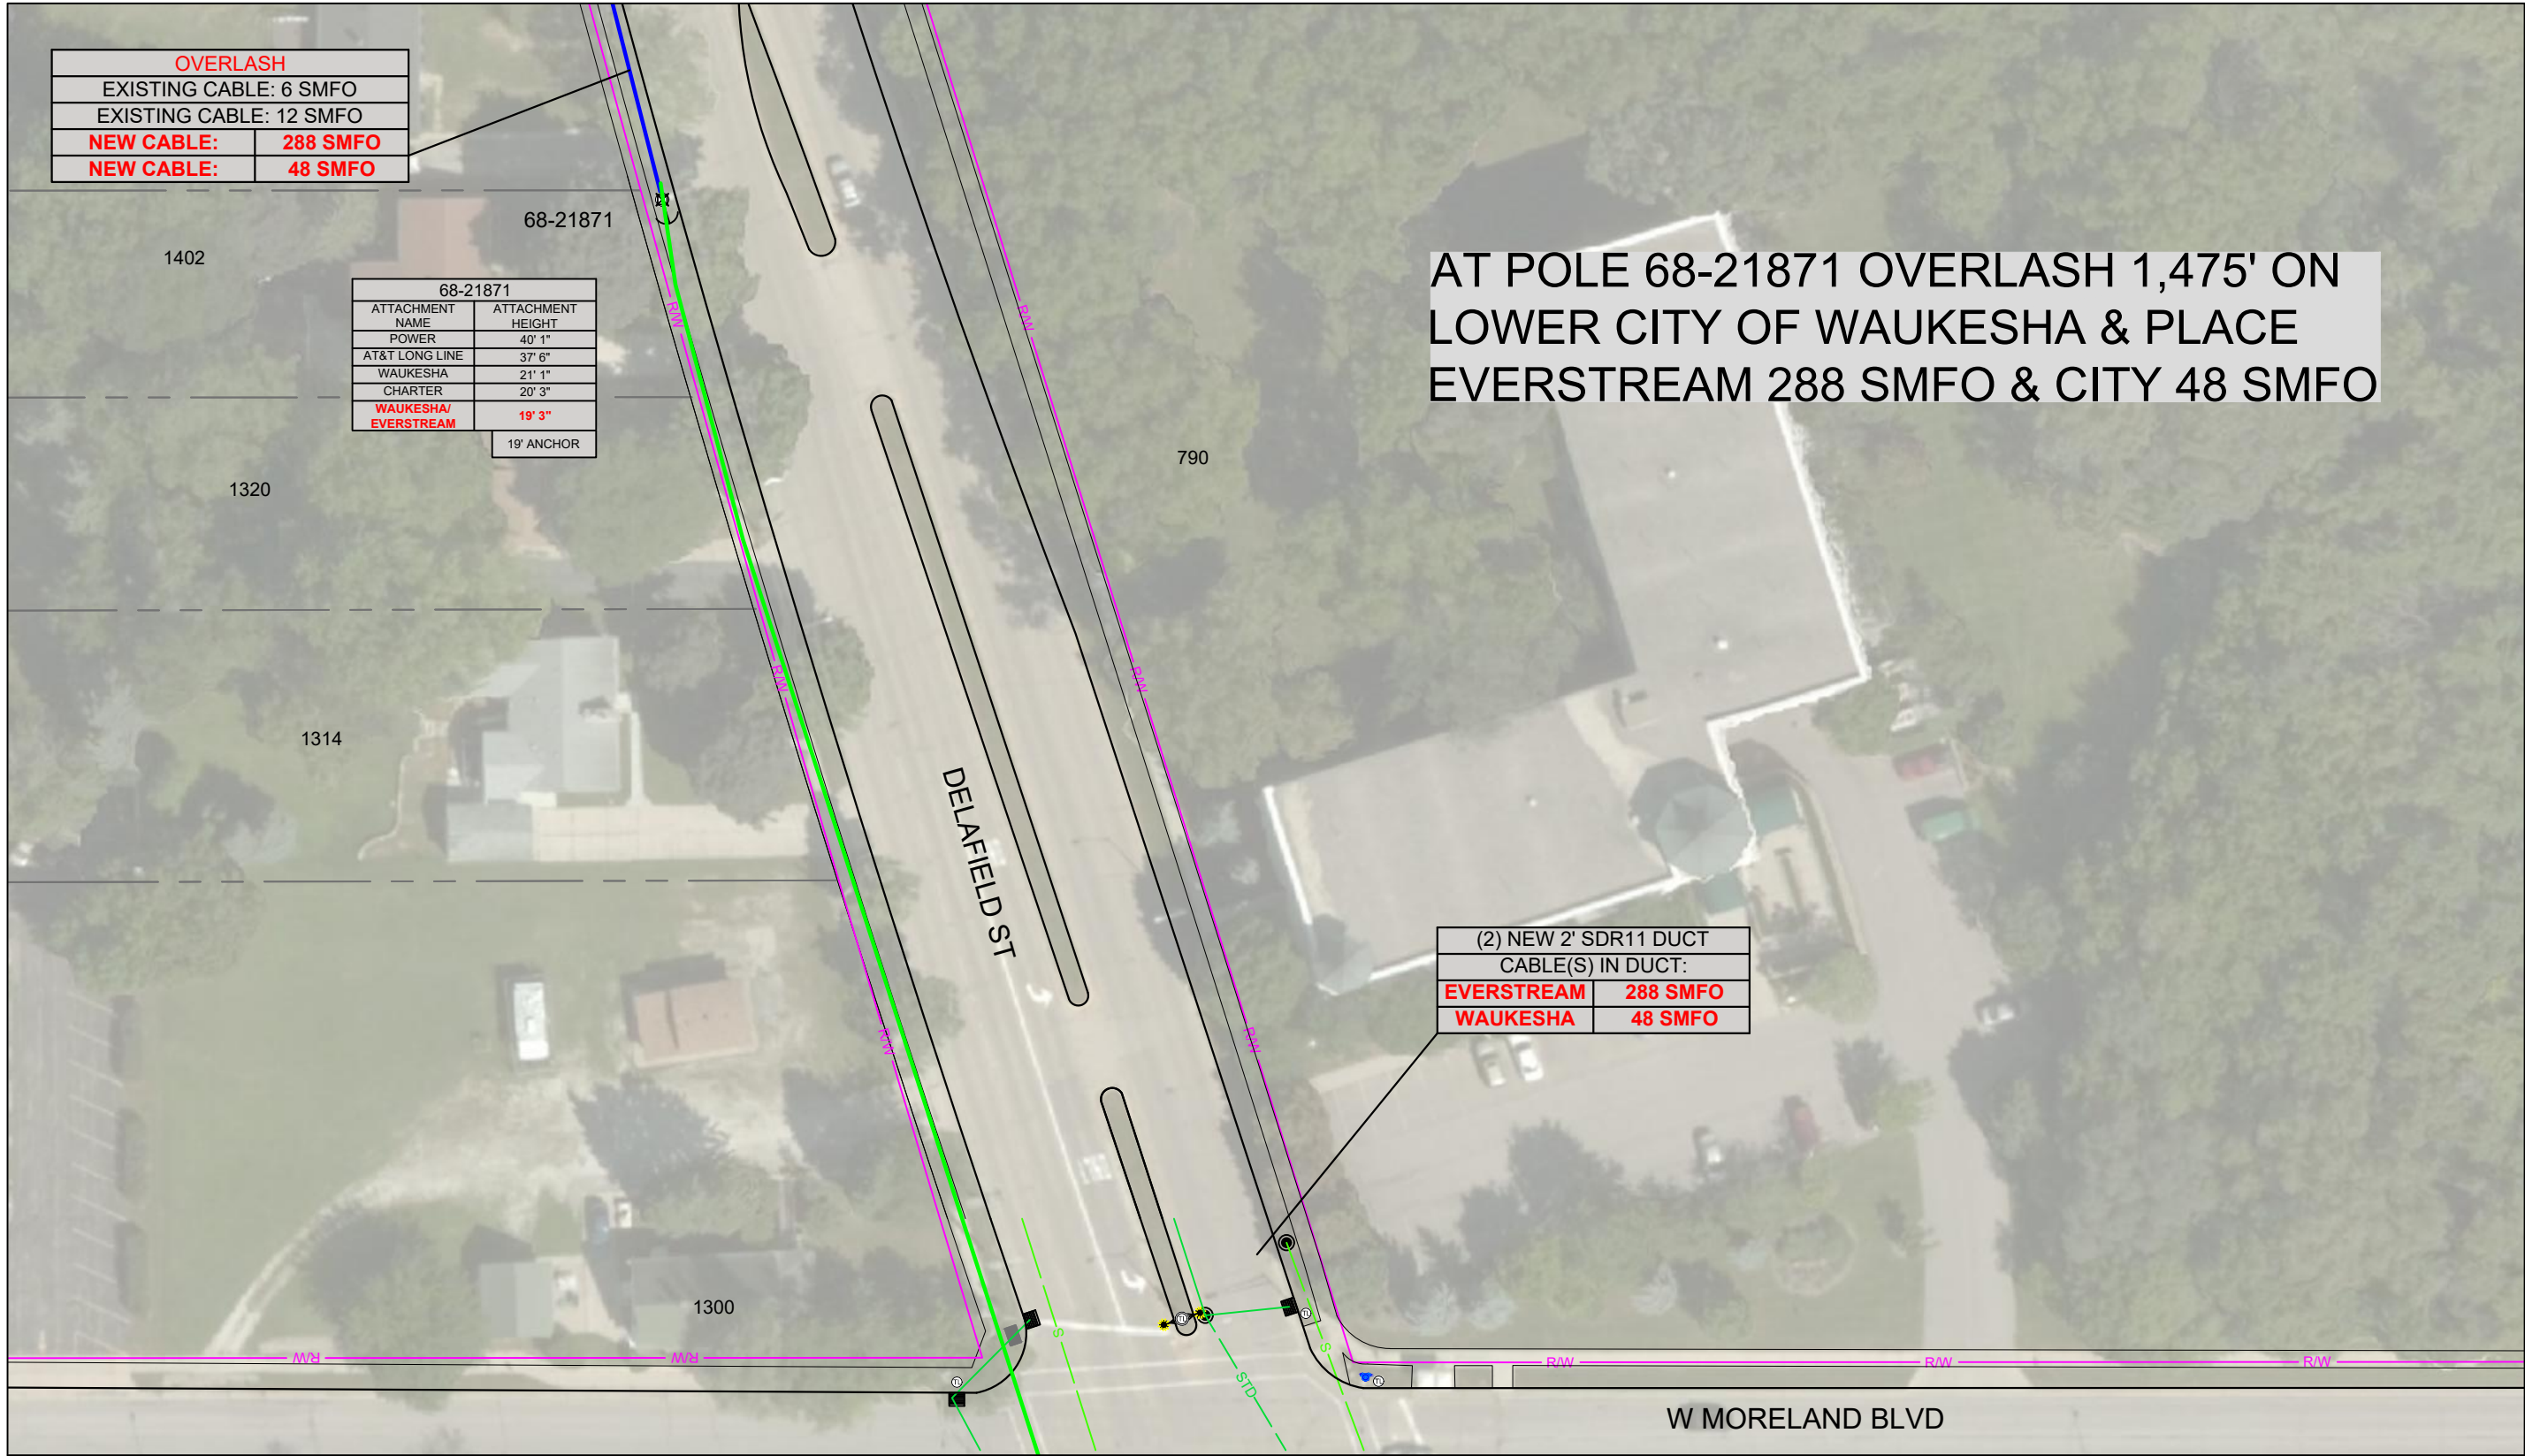 OVERLASH
EXISTING CABLE: 6 SMFO
EXISTING CABLE: 12 SMFO
NEW CABLE: 288 SMFO
NEW CABLE: 48 SMFO
68-21871
1402
AT POLE 68-21871 OVERLASH 1,475' ON
LOWER CITY OF WAUKESHA & PLACE
EVERSTREAM 288 SMFO & CITY 48 SMFO
68-21871
ATTACHMENT NAME ATTACHMENT HEIGHT
POWER 40' 1"
AT&T LONG LINE 37' 6"
WAUKESHA 21' 1"
CHARTER 20' 3"
WAUKESHA/ EVERSTREAM 19' 3"
19' ANCHOR
R/W
R/W
790
1320
R/W
R/W
1314
DELAFIELD ST
(2) NEW 2' SDR11 DUCT
CABLE(S) IN DUCT:
EVERSTREAM 288 SMFO
WAUKESHA 48 SMFO
R/W
R/W
1300
TL
TL
S
S
R/W
R/W
R/W
R/W
R/W
TL
TL
STD
W MORELAND BLVD